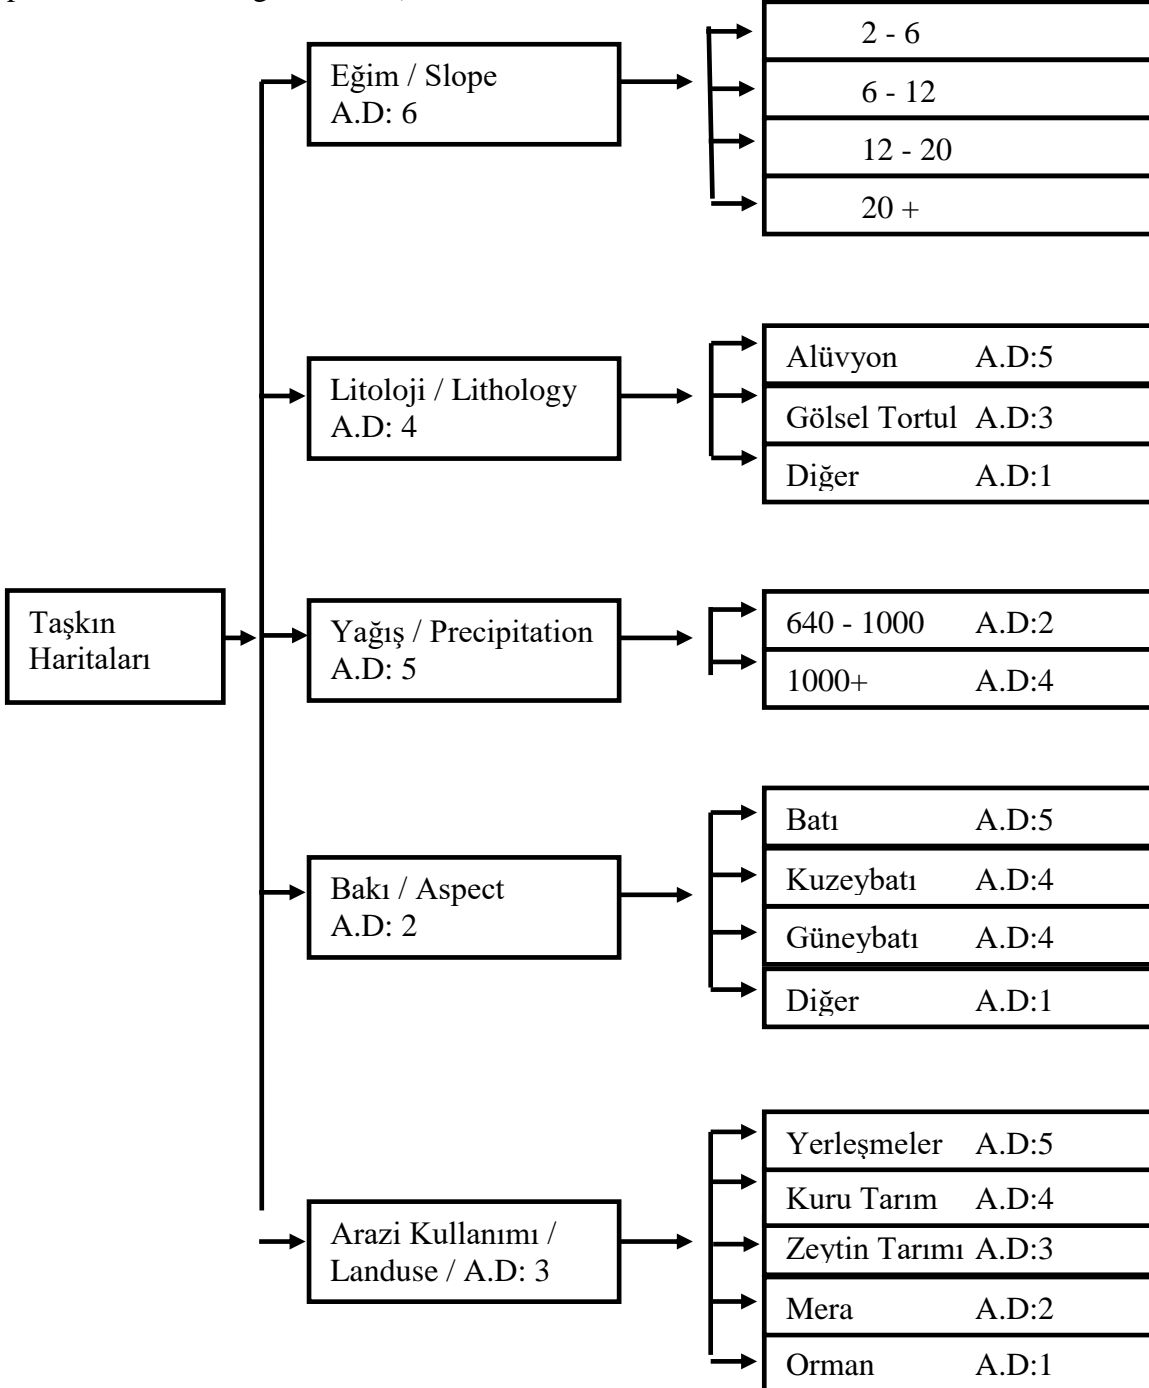 2 - 6
Eğim / Slope
A.D: 6
6 - 12
12 - 20
20 +
Alüvyon A.D:5
Litoloji / Lithology
A.D: 4
Gölsel Tortul A.D:3
Diğer A.D:1
Taşkın
Haritaları
Yağış / Precipitation
A.D: 5
640 - 1000 A.D:2
1000+ A.D:4
Batı A.D:5
Bakı / Aspect
A.D: 2
Kuzeybatı A.D:4
Güneybatı A.D:4
Diğer A.D:1
Yerleşmeler A.D:5
Kuru Tarım A.D:4
Arazi Kullanımı /
Landuse / A.D: 3
Zeytin Tarımı A.D:3
Mera A.D:2
Orman A.D:1